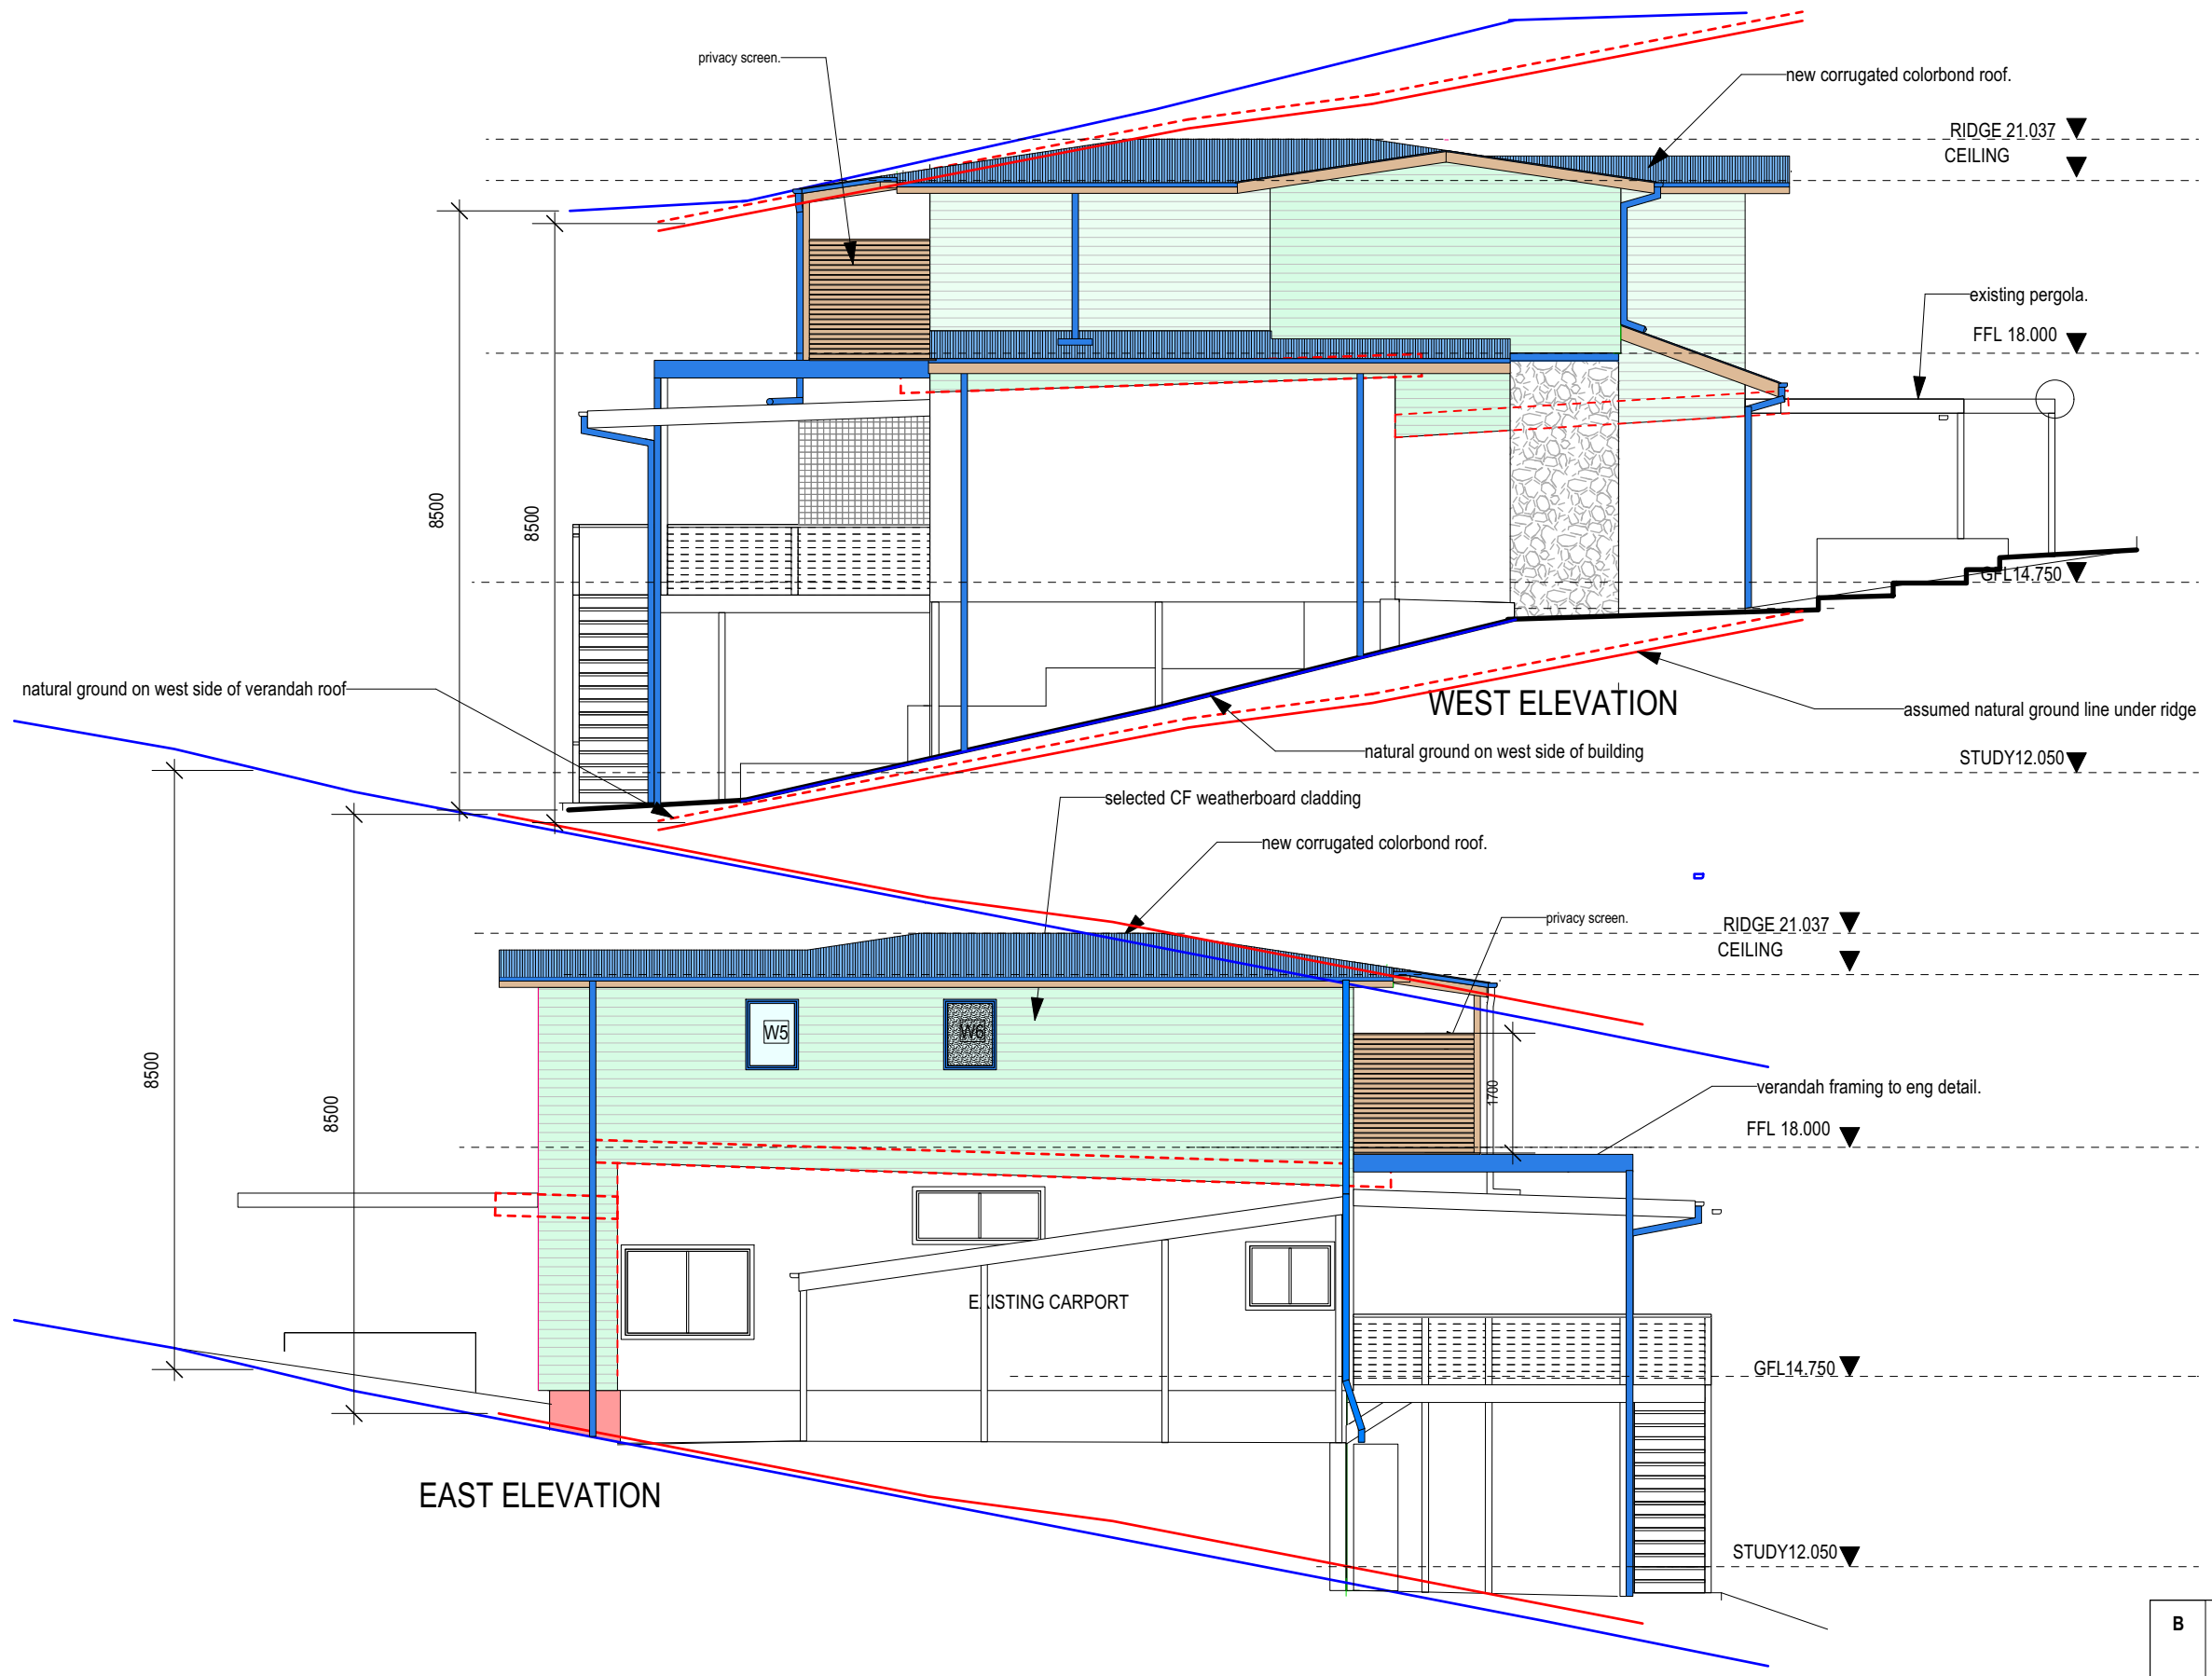 privacy screen.
new corrugated colorbond roof.
RIDGE 21.037
CEILING
existing pergola.
FFL 18.000
8500
8500
GFL14.750
natural ground on west side of verandah roof
WEST ELEVATION
assumed natural ground line under ridge
natural ground on west side of building
STUDY12.050
selected CF weatherboard cladding
new corrugated colorbond roof.
privacy screen.
RIDGE 21.037
CEILING
W5
W6
8500
8500
1700
verandah framing to eng detail.
FFL 18.000
EXISTING CARPORT
GFL14.750
EAST ELEVATION
STUDY12.050
B